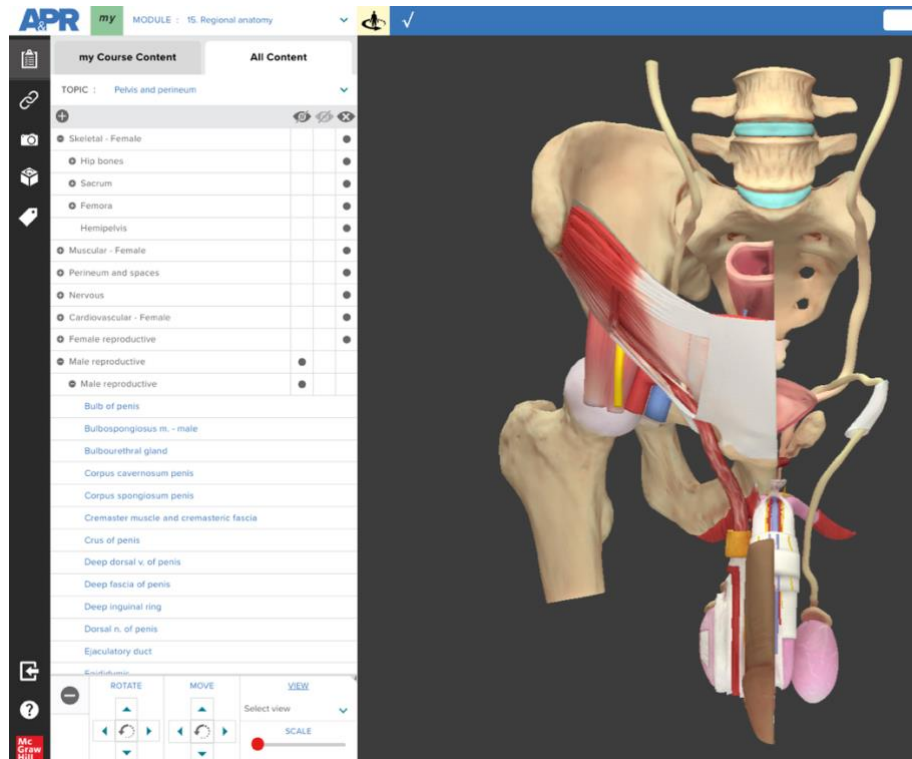 A&PR my MODULE : 15. Regional anatomy √
my Course Content All Content
TOPIC : Pelvis and perineum
Skeletal - Female
Hip bones
Sacrum
Femora
Hemipelvis
Muscular - Female
Perineum and spaces
Nervous
Cardiovascular - Female
Female reproductive
Male reproductive
Male reproductive
Bulb of penis
Bulbospongiosus m. - male
Bulbourethral gland
Corpus cavernosum penis
Corpus spongiosum penis
Cremaster muscle and cremasteric fascia
Crus of penis
Deep dorsal v. of penis
Deep fascia of penis
Deep inguinal ring
Dorsal n. of penis
Ejaculatory duct
Epididymis
ROTATE MOVE VIEW
Select view
SCALE
?
Mc
Graw
Hill